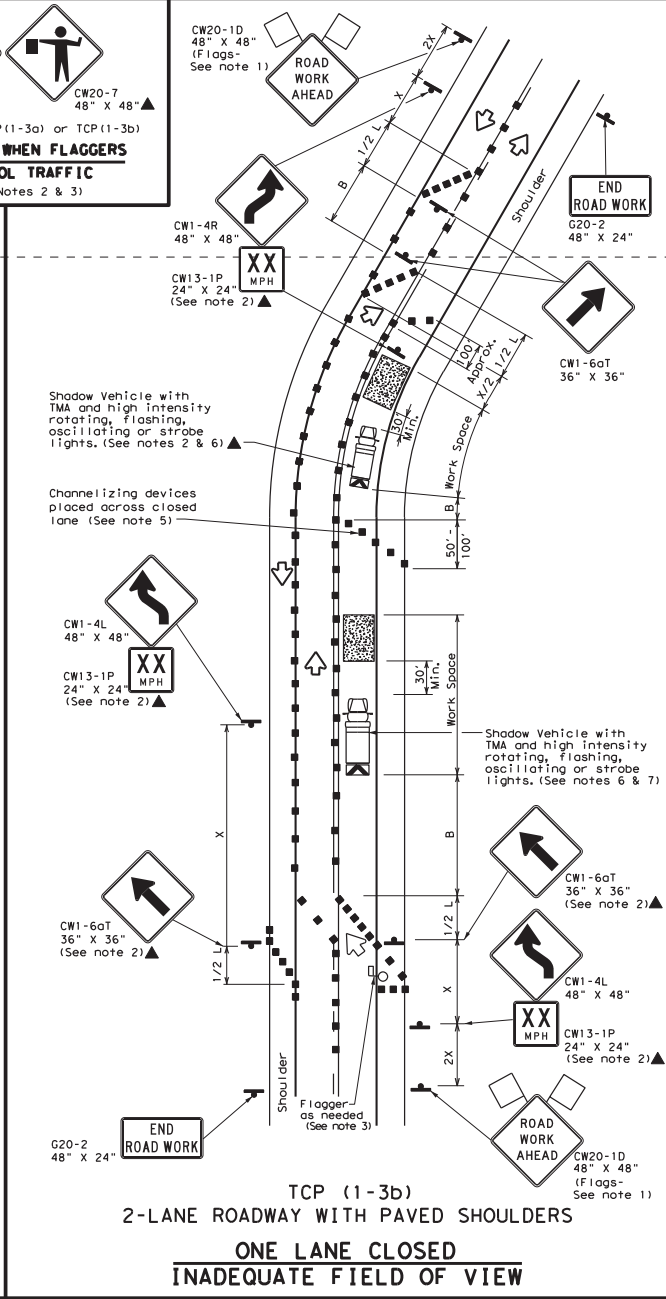 CW20-7
48" X 48"▲
P(1-3a) or TCP(1-3b)
WHEN FLAGGERS
OL TRAFFIC
Notes 2 & 3)
CW20-1D
48" X 48"
(Flags-
See note 1)
ROAD
WORK
AHEAD
2X
X
1/2 L
B
Shoulder
END
ROAD WORK
G20-2
48" X 24"
CW1-4R
48" X 48"
XX
MPH
CW13-1P
24" X 24"
(See note 2)▲
CW1-6aT
36" X 36"
100'
Approx.
1/2 L
X/2
30'
Min.
Work Space
B
50'-
100'
Shadow Vehicle with
TMA and high intensity
rotating, flashing,
oscillating or strobe
lights. (See notes 2 & 6)▲
Channelizing devices
placed across closed
lane (See note 5)
CW1-4L
48" X 48"
XX
MPH
CW13-1P
24" X 24"
(See note 2)▲
30'
Min.
Work Space
Shadow Vehicle with
TMA and high intensity
rotating, flashing,
oscillating or strobe
lights. (See notes 6 & 7)
X
B
CW1-6aT
36" X 36"
(See note 2)▲
1/2 L
CW1-6aT
36" X 36"
(See note 2)▲
1/2 L
X
CW1-4L
48" X 48"
XX
MPH
CW13-1P
24" X 24"
(See note 2)▲
2X
Shoulder
Flagger
as needed
(See note 3)
END
ROAD WORK
G20-2
48" X 24"
ROAD
WORK
AHEAD
CW20-1D
48" X 48"
(Flags-
See note 1)
TCP (1-3b)
2-LANE ROADWAY WITH PAVED SHOULDERS
ONE LANE CLOSED
INADEQUATE FIELD OF VIEW